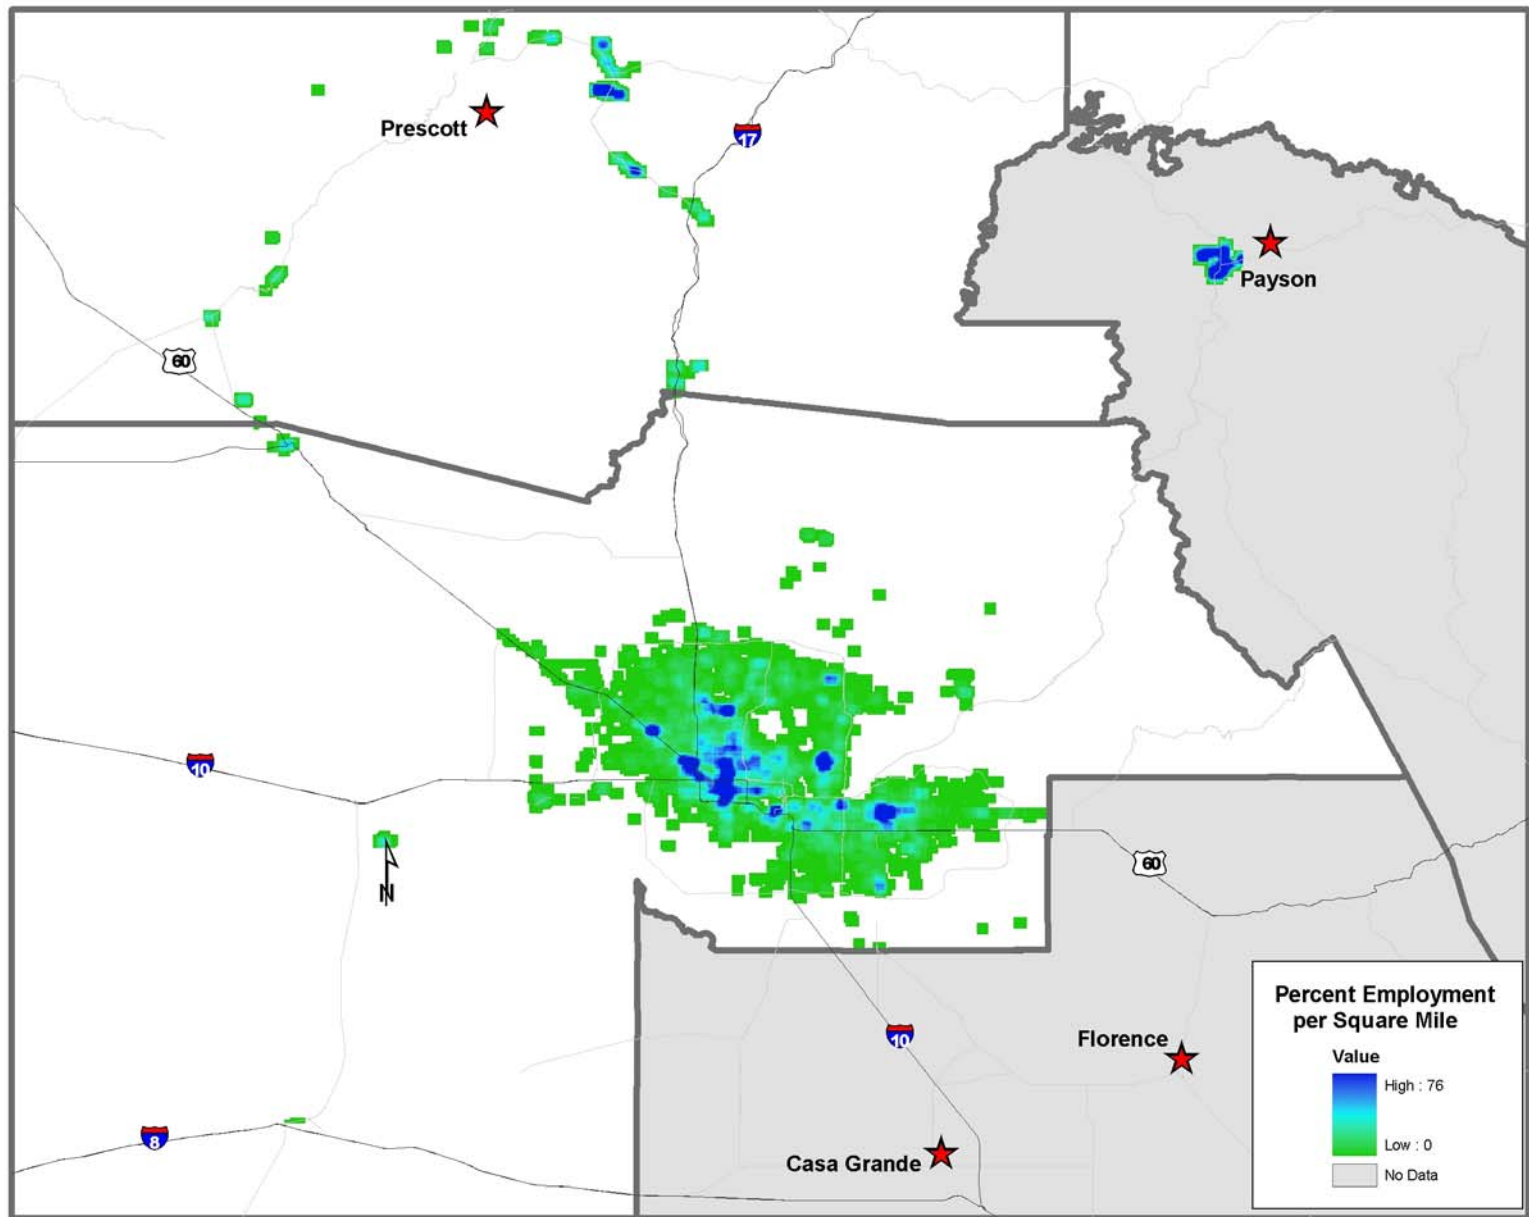 Prescott
17
Payson
60
10
N
60
10
Florence
8
Casa Grande
Percent Employment
per Square Mile
Value
High : 76
Low : 0
No Data